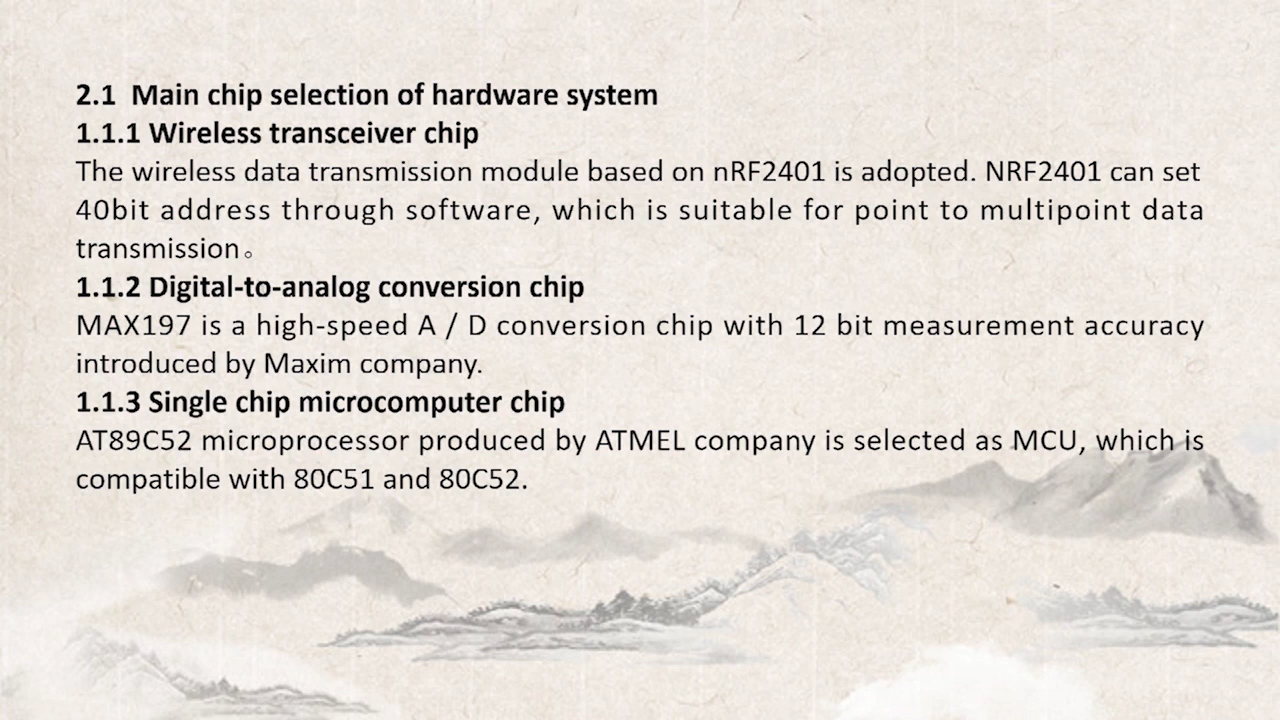 2.1 Main chip selection of hardware system
1.1.1 Wireless transceiver chip
The wireless data transmission module based on nRF2401 is adopted. NRF2401 can set
40bit address through software, which is suitable for point to multipoint data
transmission。
1.1.2 Digital-to-analog conversion chip
MAX197 is a high-speed A / D conversion chip with 12 bit measurement accuracy
introduced by Maxim company.
1.1.3 Single chip microcomputer chip
AT89C52 microprocessor produced by ATMEL company is selected as MCU, which is
compatible with 80C51 and 80C52.